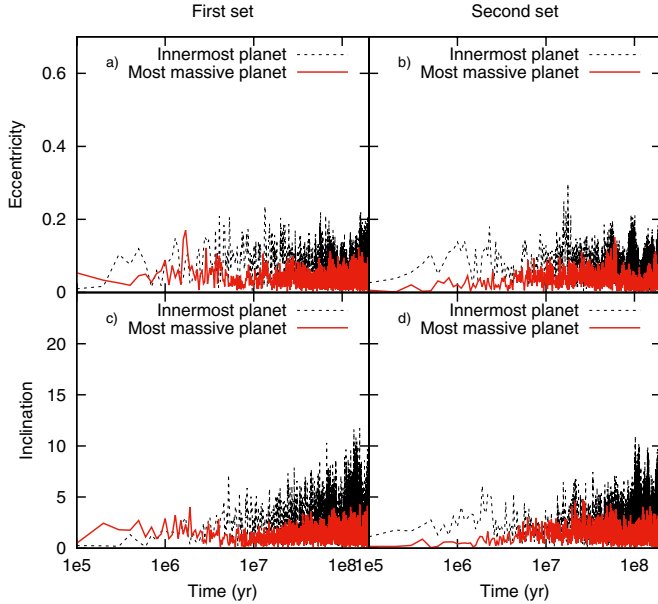 First set Second set
a) Innermost planet
Most massive planet
b) Innermost planet
Most massive planet
Eccentricity
0.6
0.4
0.2
0
c) Innermost planet
Most massive planet
d) Innermost planet
Most massive planet
Inclination
20
15
10
5
0
1e5 1e6 1e7 1e8 1e5 1e6 1e7 1e8
Time (yr) Time (yr)